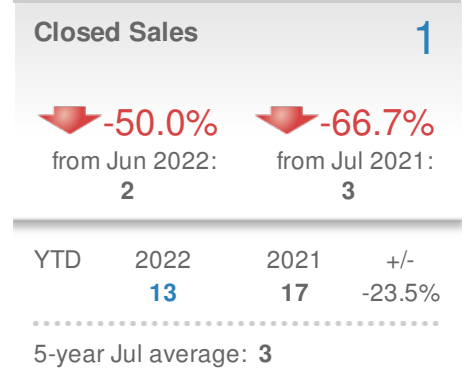 Closed Sales 1
-50.0% -66.7%
from Jun 2022: from Jul 2021:
2 3
YTD 2022 2021 +/-
13 17 -23.5%
5-year Jul average: 3